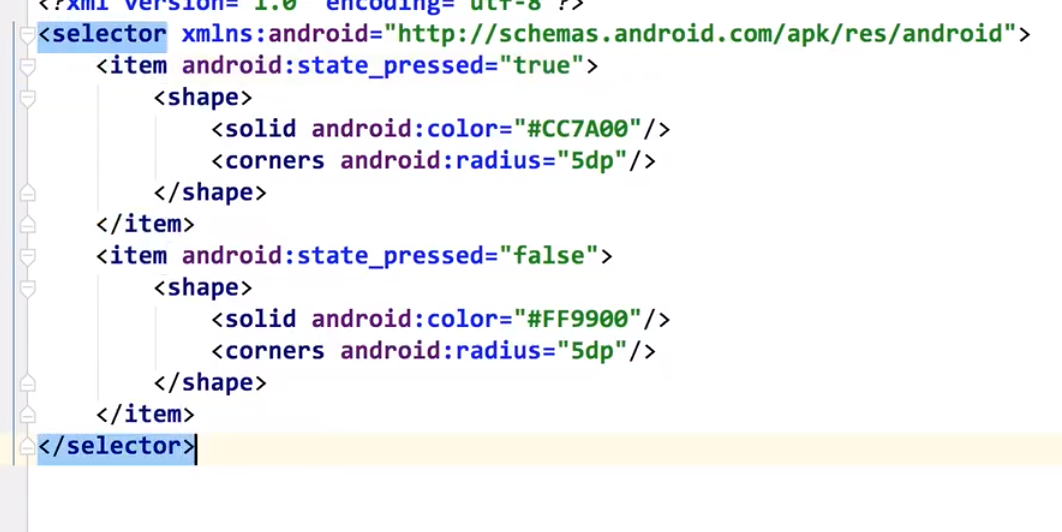 <?xml version="1.0" encoding="utf-8"?>
<selector xmlns:android="http://schemas.android.com/apk/res/android">
<item android:state_pressed="true">
<shape>
<solid android:color="#CC7A00"/>
<corners android:radius="5dp"/>
</shape>
</item>
<item android:state_pressed="false">
<shape>
<solid android:color="#FF9900"/>
<corners android:radius="5dp"/>
</shape>
</item>
</selector>